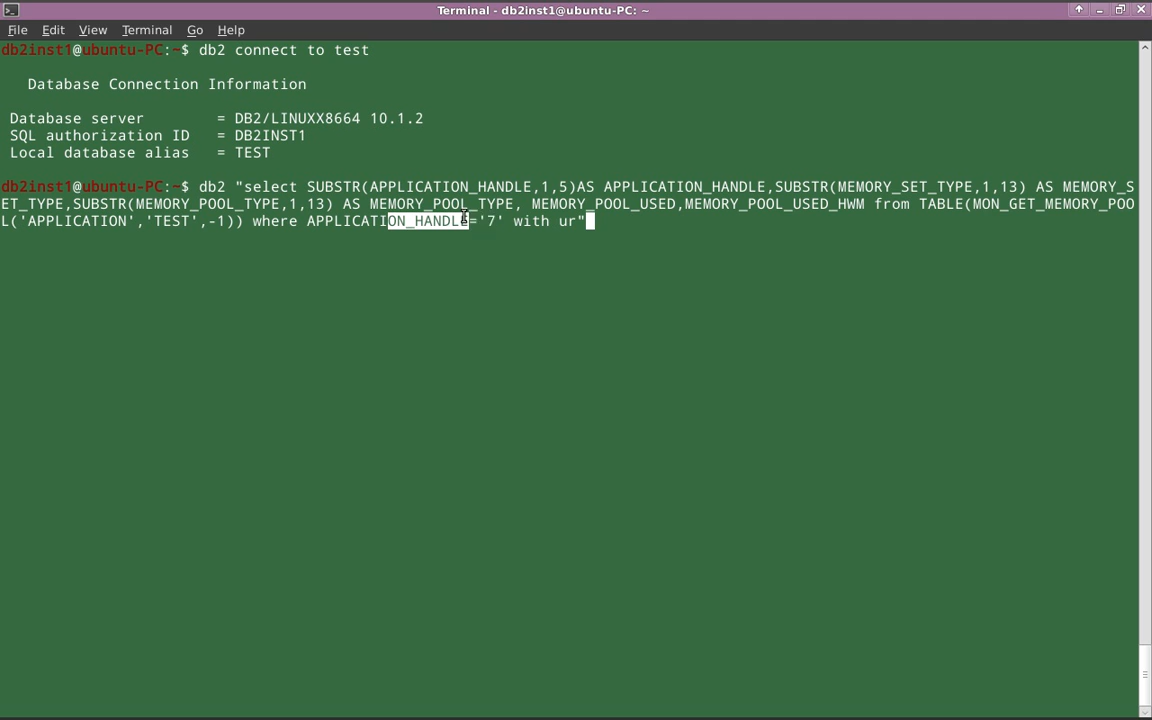 Terminal - db2inst1@ubuntu-PC: ~
File Edit View Terminal Go Help
db2inst1@ubuntu-PC:~$ db2 connect to test
Database Connection Information
Database server = DB2/LINUXX8664 10.1.2
SQL authorization ID = DB2INST1
Local database alias = TEST
db2inst1@ubuntu-PC:~$ db2 "select SUBSTR(APPLICATION_HANDLE,1,5)AS APPLICATION_HANDLE,SUBSTR(MEMORY_SET_TYPE,1,13) AS MEMORY_S
ET_TYPE,SUBSTR(MEMORY_POOL_TYPE,1,13) AS MEMORY_POOL_TYPE, MEMORY_POOL_USED,MEMORY_POOL_USED_HWM from TABLE(MON_GET_MEMORY_POO
L('APPLICATION','TEST',-1)) where APPLICATION_HANDLE='7' with ur"